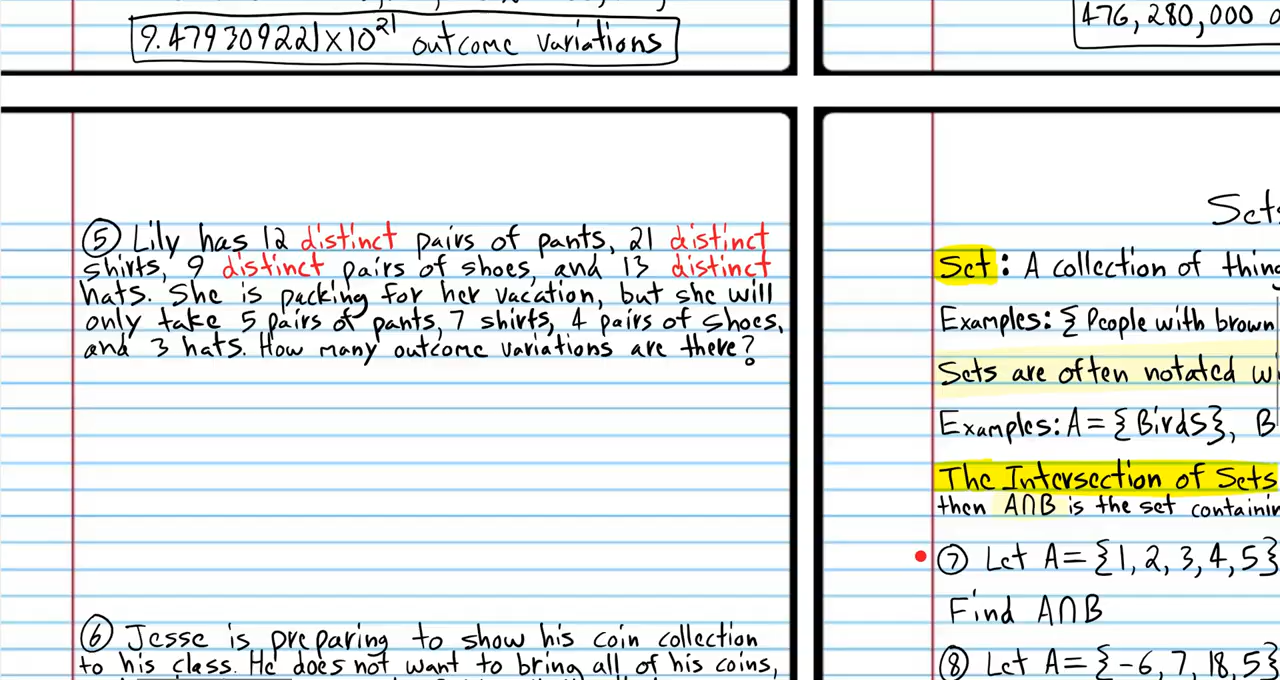 9.479309221×10²¹ outcome variations
⑤ Lily has 12 distinct pairs of pants, 21 distinct
shirts, 9 distinct pairs of shoes, and 13 distinct
hats. She is packing for her vacation, but she will
only take 5 pairs of pants, 7 shirts, 4 pairs of shoes,
and 3 hats. How many outcome variations are there?
⑥ Jesse is preparing to show his coin collection
to his class. He does not want to bring all of his coins,
476,280,000 o
Sets
Set: A collection of thing
Examples: { People with brown
Sets are often notated wi
Examples: A = {Birds}, B
The Intersection of Sets
then A∩B is the set containin
⑦ Let A = {1, 2, 3, 4, 5}
Find A∩B
⑧ Let A = {-6, 7, 18, 5}